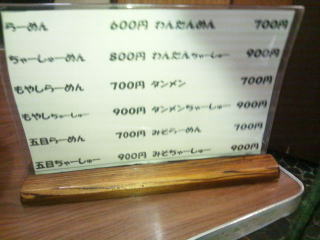 らーめん 600円 わんたんめん 700円
ちゃーしゅーめん 800円 わんたんちゃーしゅー 900円
もやしらーめん 700円 タンメン 700円
もやしちゃーしゅー 900円 タンメンちゃーしゅー 900円
五目らーめん 700円 みそらーめん 700円
五目ちゃーしゅー 900円 みそちゃーしゅー 900円